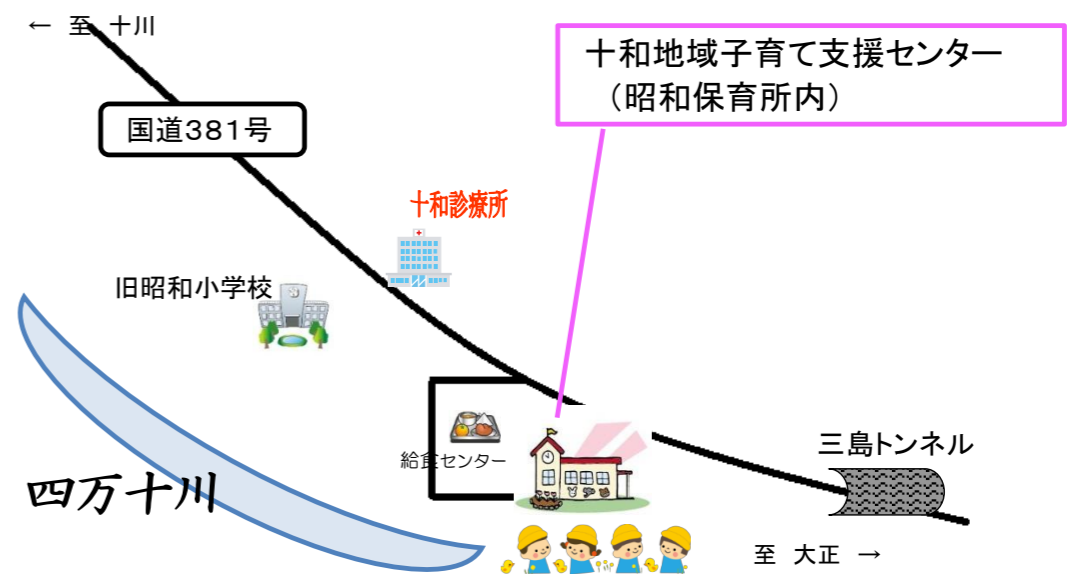 ← 至 十川
十和地域子育て支援センター
（昭和保育所内）
国道381号
十和診療所
旧昭和小学校
給食センター
三島トンネル
四万十川
至 大正 →